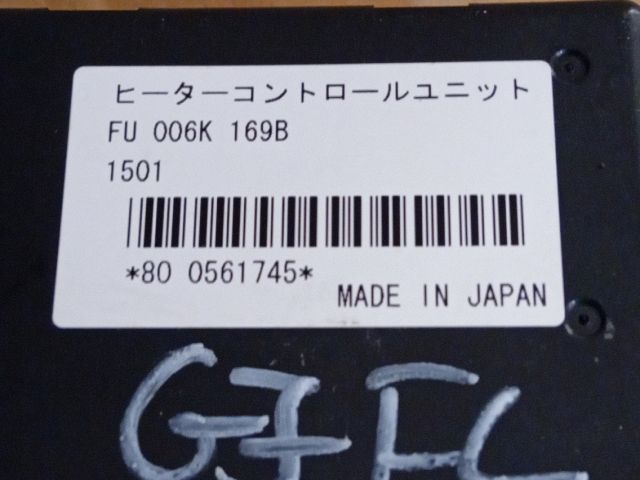 ヒーターコントロールユニット
FU 006K 169B
1501
*80 0561745*
MADE IN JAPAN